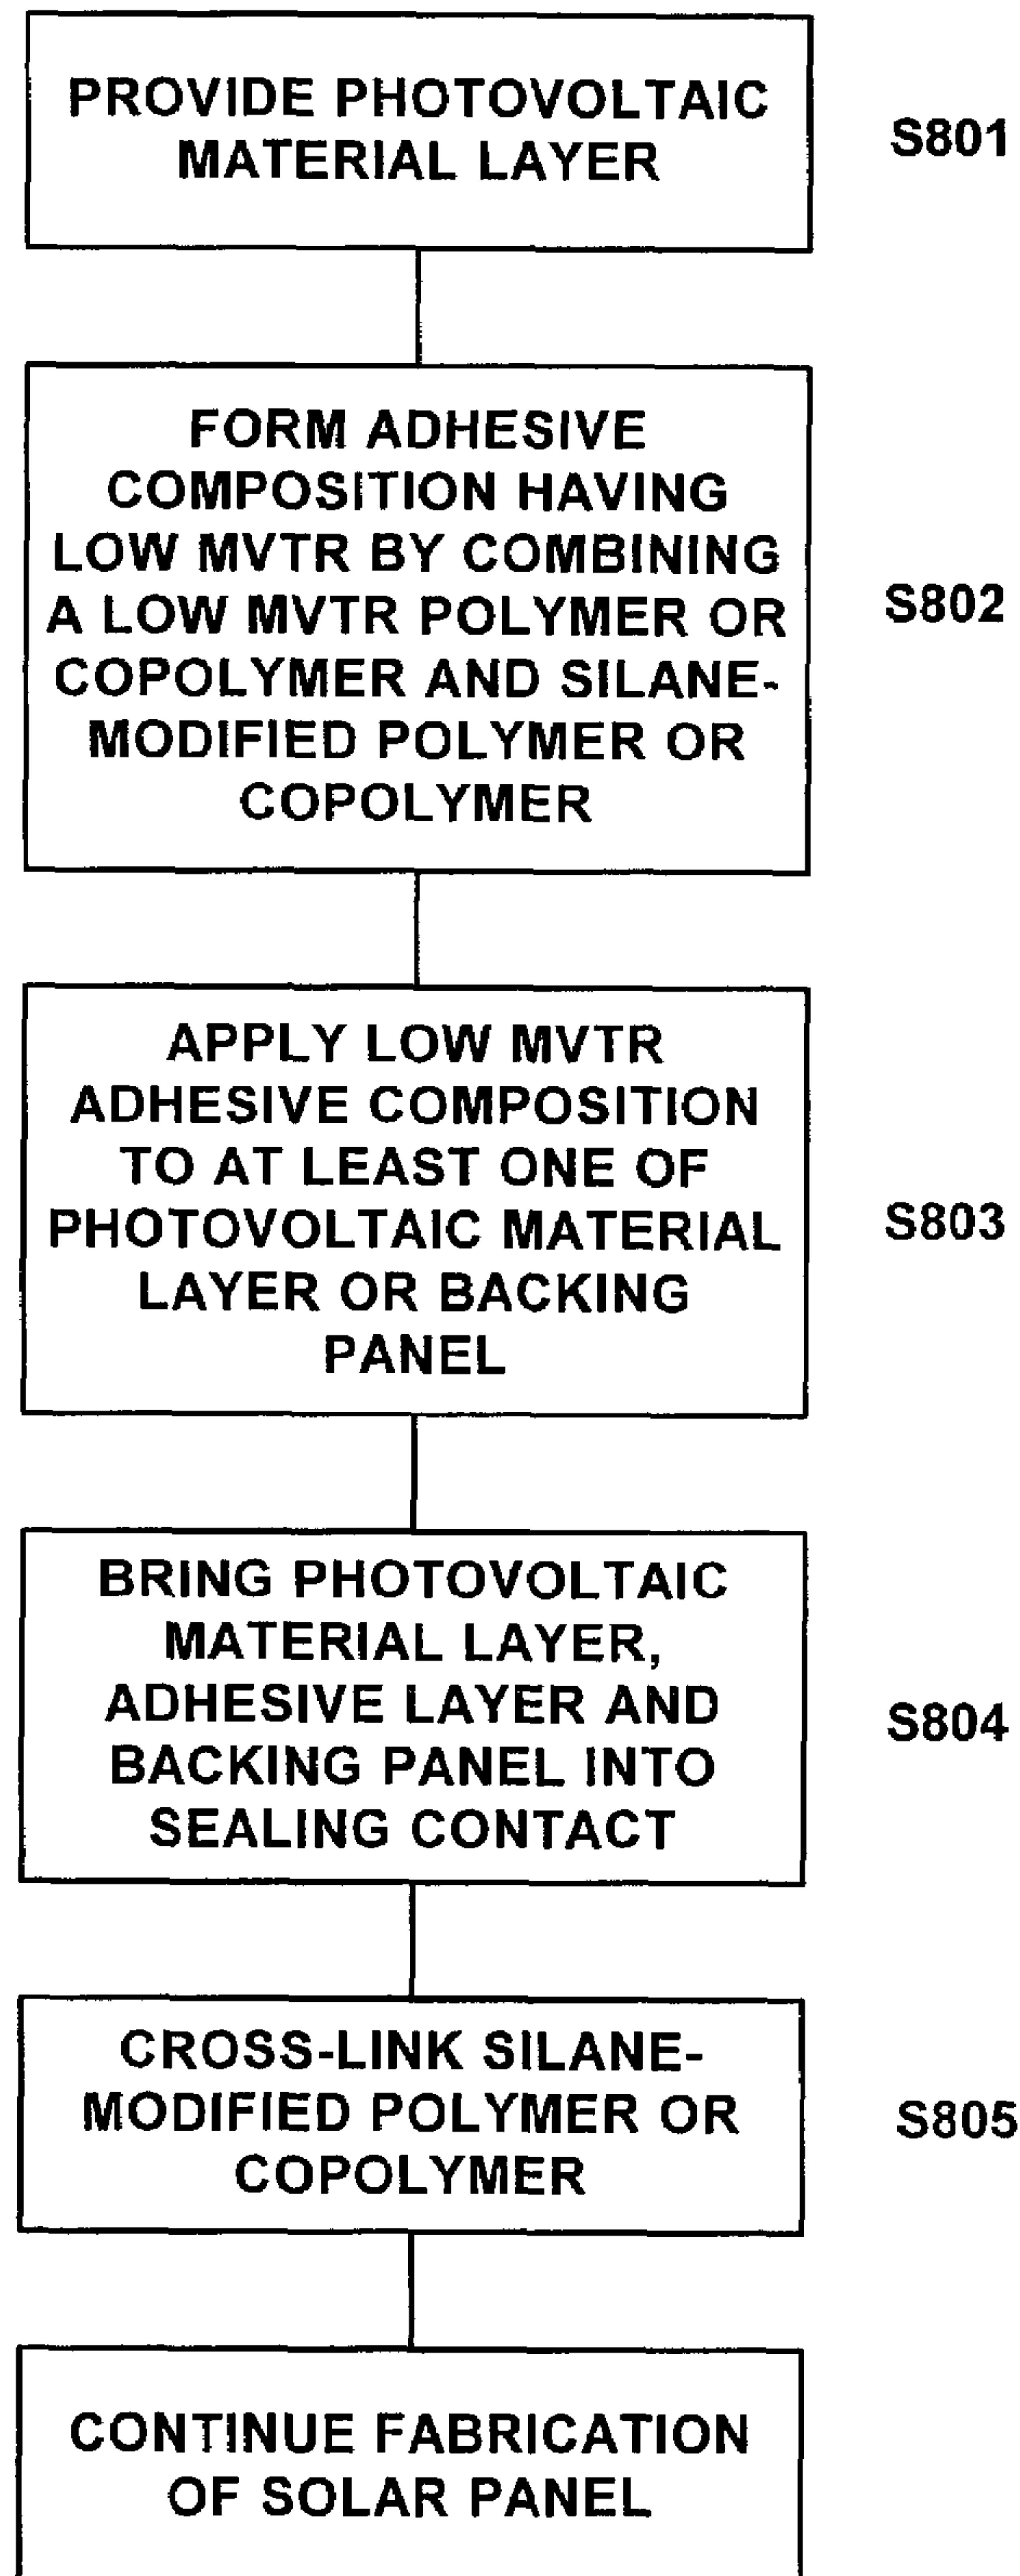 PROVIDE PHOTOVOLTAIC
MATERIAL LAYER
S801
FORM ADHESIVE
COMPOSITION HAVING
LOW MVTR BY COMBINING
A LOW MVTR POLYMER OR
COPOLYMER AND SILANE-
MODIFIED POLYMER OR
COPOLYMER
S802
APPLY LOW MVTR
ADHESIVE COMPOSITION
TO AT LEAST ONE OF
PHOTOVOLTAIC MATERIAL
LAYER OR BACKING
PANEL
S803
BRING PHOTOVOLTAIC
MATERIAL LAYER,
ADHESIVE LAYER AND
BACKING PANEL INTO
SEALING CONTACT
S804
CROSS-LINK SILANE-
MODIFIED POLYMER OR
COPOLYMER
S805
CONTINUE FABRICATION
OF SOLAR PANEL